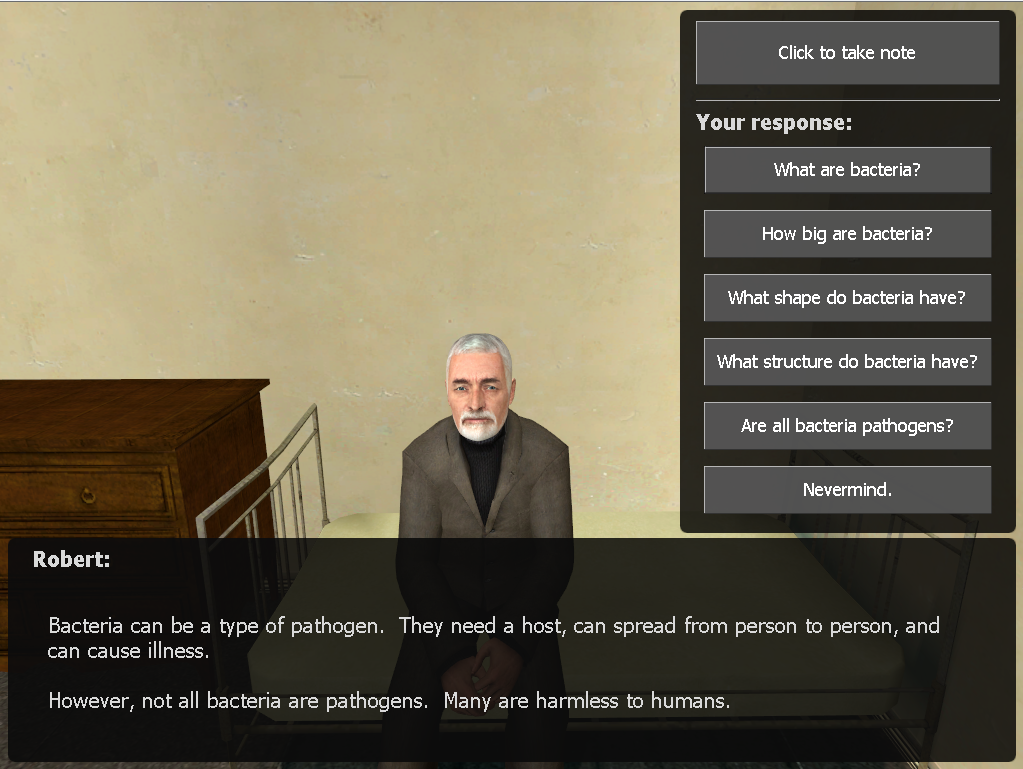 Click to take note
Your response:
What are bacteria?
How big are bacteria?
What shape do bacteria have?
What structure do bacteria have?
Are all bacteria pathogens?
Nevermind.
Robert:
Bacteria can be a type of pathogen.  They need a host, can spread from person to person, and
can cause illness.
However, not all bacteria are pathogens.  Many are harmless to humans.